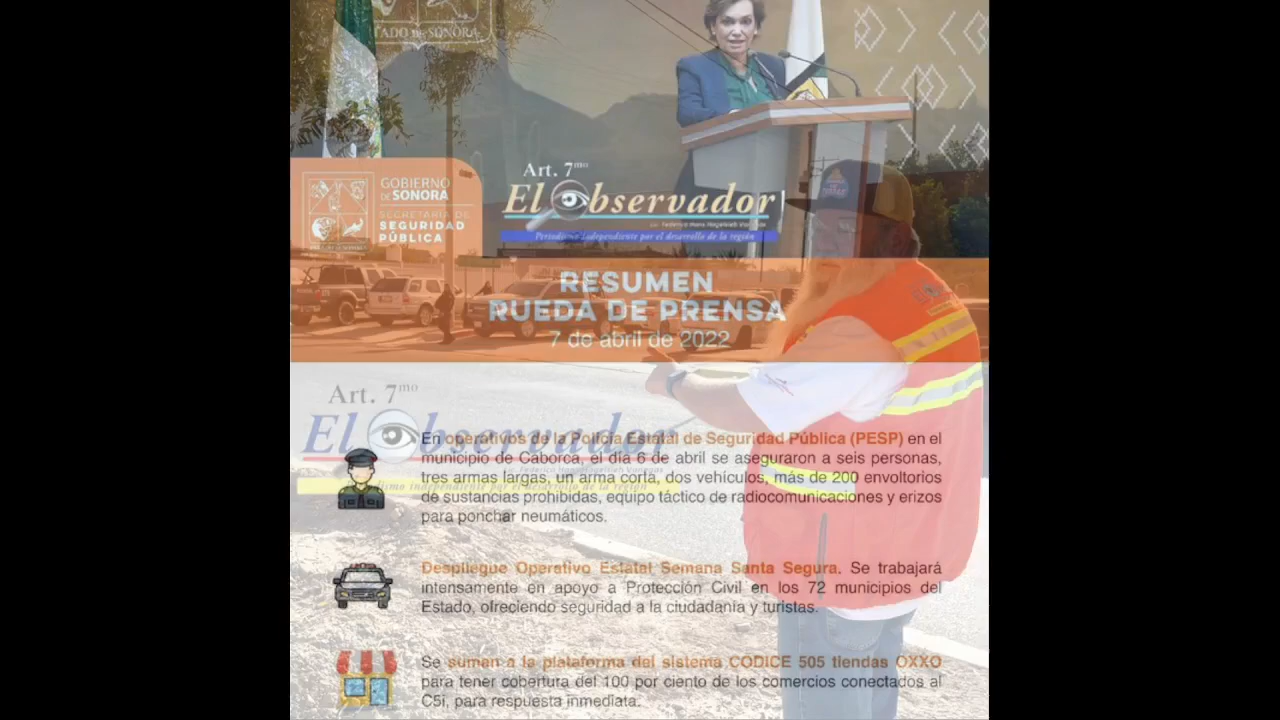 ESTADO DE SONORA
Art. 7mo
El Observador
Periodismo independiente por el desarrollo de la región
GOBIERNO
DE SONORA
SECRETARÍA DE
SEGURIDAD
PÚBLICA
RESUMEN
RUEDA DE PRENSA
7 de abril de 2022
Art. 7mo
El Observador
En operativos de la Policía Estatal de Seguridad Pública (PESP) en el
municipio de Caborca, el día 6 de abril se aseguraron a seis personas,
tres armas largas, un arma corta, dos vehículos, más de 200 envoltorios
de sustancias prohibidas, equipo táctico de radiocomunicaciones y erizos
para ponchar neumáticos.
Despliegue Operativo Estatal Semana Santa Segura. Se trabajará
intensamente en apoyo a Protección Civil en los 72 municipios del
Estado, ofreciendo seguridad a la ciudadanía y turistas.
Se suman a la plataforma del sistema CODICE 505 tiendas OXXO
para tener cobertura del 100 por ciento de los comercios conectados al
C5i, para respuesta inmediata.